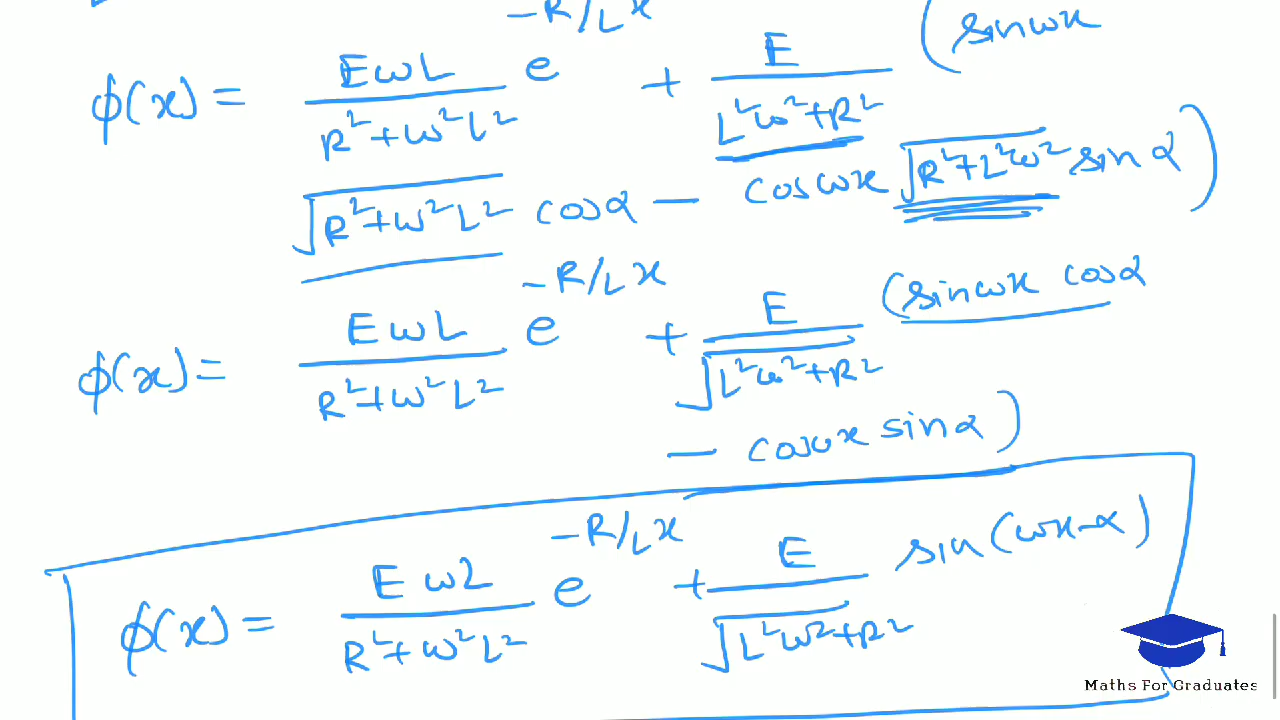 -R/L x
φ(x) = EωL / R²+ω²L² e + E / L²ω²+R² (sinωx
√R²+ω²L² cosα - cosωx √R²+L²ω² sinα)
φ(x) = EωL / R²+ω²L² e^-R/L x + E / √L²ω²+R² (sinωx cosα
- cosωx sinα)
φ(x) = EωL / R²+ω²L² e^-R/L x + E / √L²ω²+R² sin(ωx-α)
Maths For Graduates